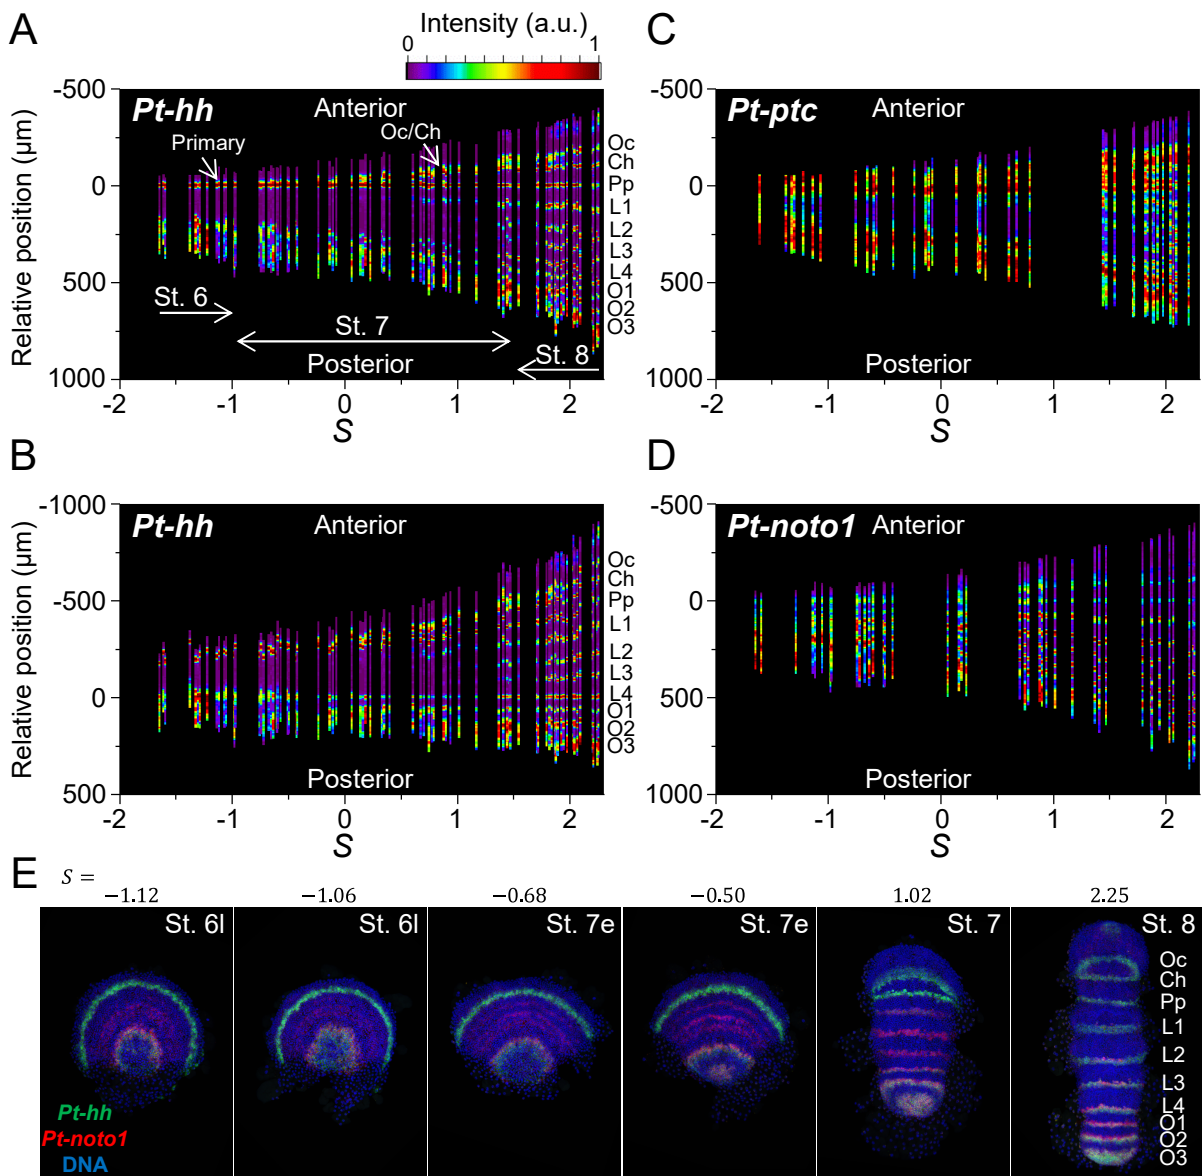 A
Intensity (a.u.)
0 1
Pt-hh
Anterior
Primary
Oc/Ch
Relative position (μm)
-500
0
500
1000
Oc
Ch
Pp
L1
L2
L3
L4
O1
O2
O3
St. 6
St. 7
St. 8
Posterior
-2 -1 0 1 2
S
C
Pt-ptc
Anterior
-500
0
500
1000
Posterior
-2 -1 0 1 2
S
B
Pt-hh
Anterior
Relative position (μm)
-1000
-500
0
500
Oc
Ch
Pp
L1
L2
L3
L4
O1
O2
O3
Posterior
-2 -1 0 1 2
S
D
Pt-noto1
Anterior
-500
0
500
1000
Posterior
-2 -1 0 1 2
S
E
S =
−1.12 −1.06 −0.68 −0.50 1.02 2.25
St. 6l St. 6l St. 7e St. 7e St. 7 St. 8
Oc
Ch
Pp
L1
L2
L3
L4
O1
O2
O3
Pt-hh
Pt-noto1
DNA